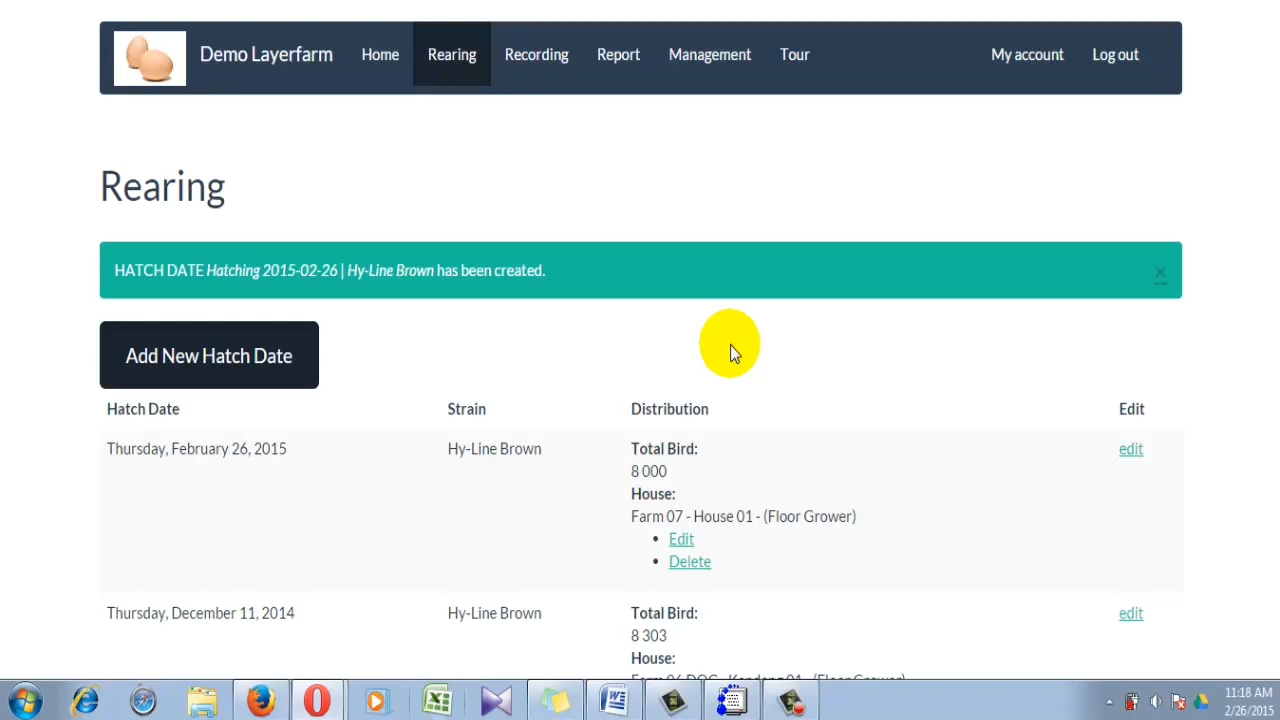 Demo Layerfarm Home Rearing Recording Report Management Tour My account Log out
Rearing
HATCH DATE Hatching 2015-02-26 | Hy-Line Brown has been created.
×
Add New Hatch Date
Hatch Date Strain Distribution Edit
Thursday, February 26, 2015 Hy-Line Brown Total Bird: edit
8 000
House:
Farm 07 - House 01 - (Floor Grower)
• Edit
• Delete
Thursday, December 11, 2014 Hy-Line Brown Total Bird: edit
8 303
House:
11:18 AM
2/26/2015